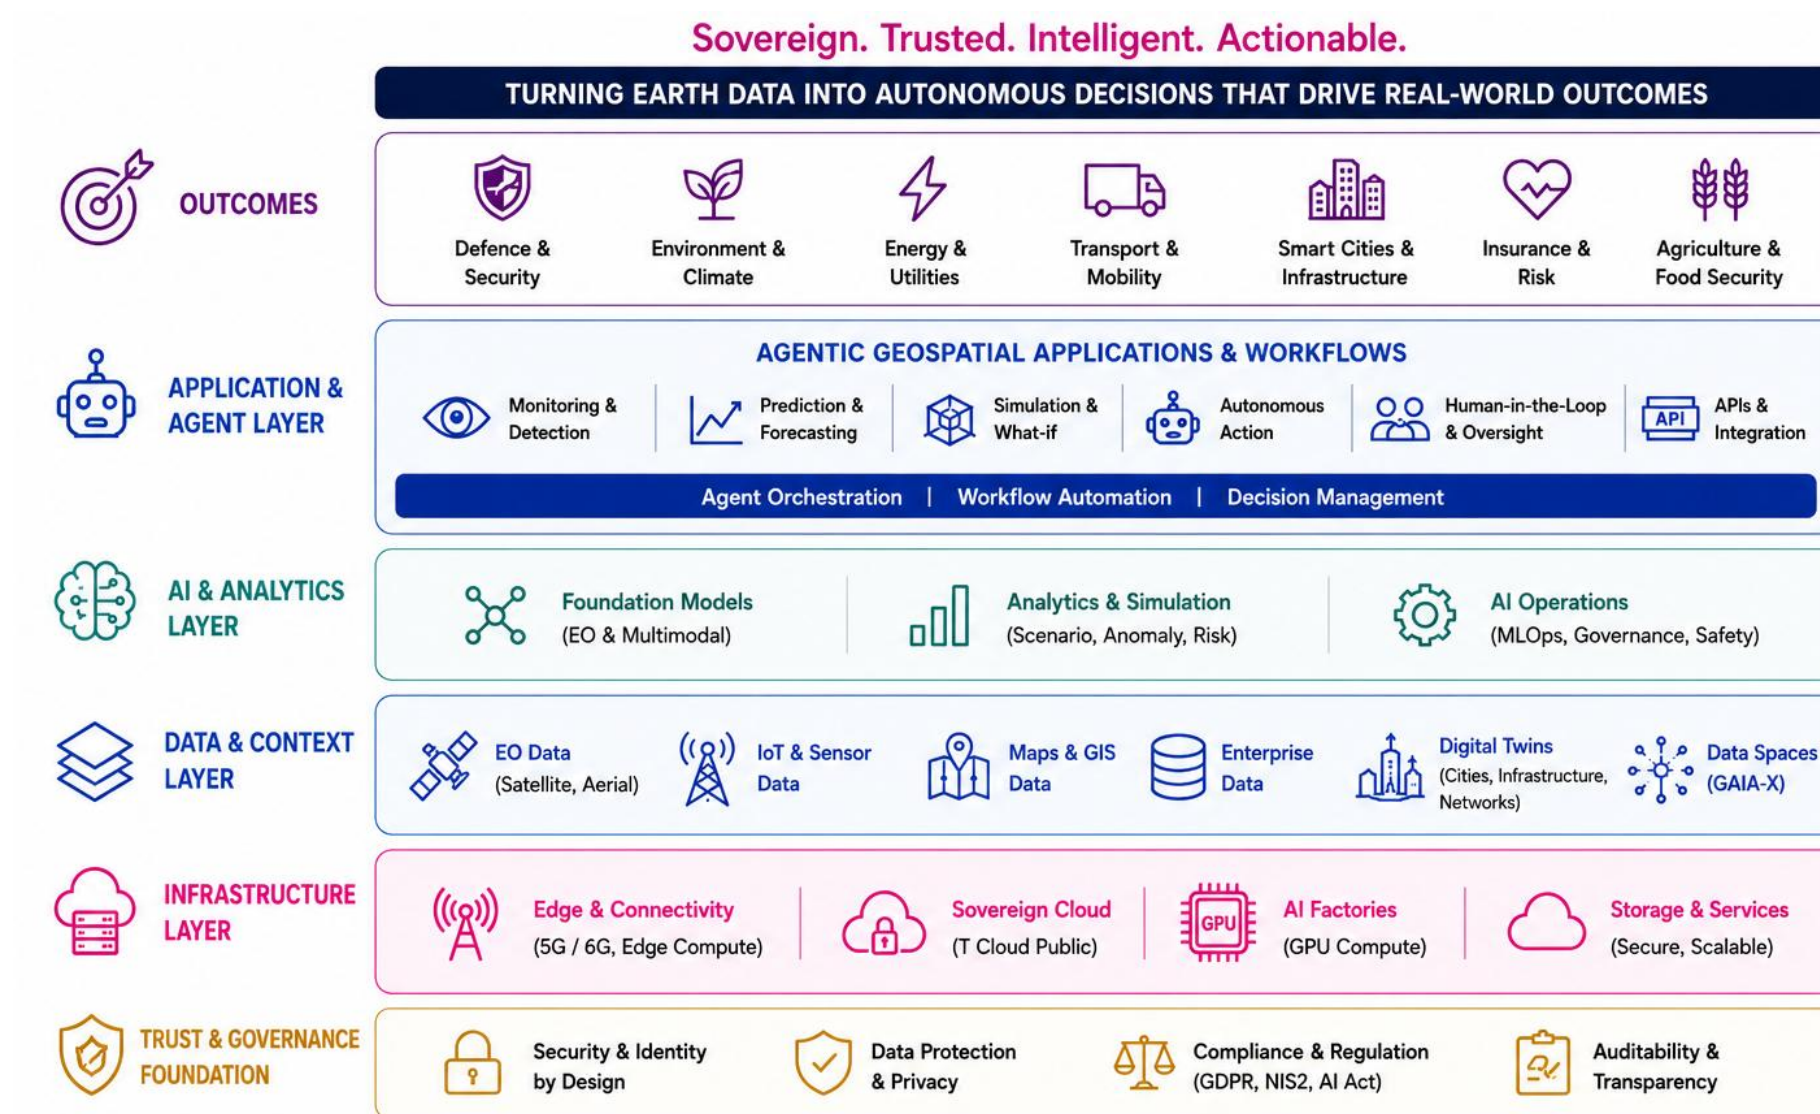 Sovereign. Trusted. Intelligent. Actionable.
TURNING EARTH DATA INTO AUTONOMOUS DECISIONS THAT DRIVE REAL-WORLD OUTCOMES
OUTCOMES
Defence &
Security
Environment &
Climate
Energy &
Utilities
Transport &
Mobility
Smart Cities &
Infrastructure
Insurance &
Risk
Agriculture &
Food Security
APPLICATION &
AGENT LAYER
AGENTIC GEOSPATIAL APPLICATIONS & WORKFLOWS
Monitoring &
Detection
Prediction &
Forecasting
Simulation &
What-if
Autonomous
Action
Human-in-the-Loop
& Oversight
API
APIs &
Integration
Agent Orchestration | Workflow Automation | Decision Management
AI & ANALYTICS
LAYER
Foundation Models
(EO & Multimodal)
Analytics & Simulation
(Scenario, Anomaly, Risk)
AI Operations
(MLOps, Governance, Safety)
DATA & CONTEXT
LAYER
EO Data
(Satellite, Aerial)
IoT & Sensor
Data
Maps & GIS
Data
Enterprise
Data
Digital Twins
(Cities, Infrastructure,
Networks)
Data Spaces
(GAIA-X)
INFRASTRUCTURE
LAYER
Edge & Connectivity
(5G / 6G, Edge Compute)
Sovereign Cloud
(T Cloud Public)
GPU
AI Factories
(GPU Compute)
Storage & Services
(Secure, Scalable)
TRUST & GOVERNANCE
FOUNDATION
Security & Identity
by Design
Data Protection
& Privacy
Compliance & Regulation
(GDPR, NIS2, AI Act)
Auditability &
Transparency